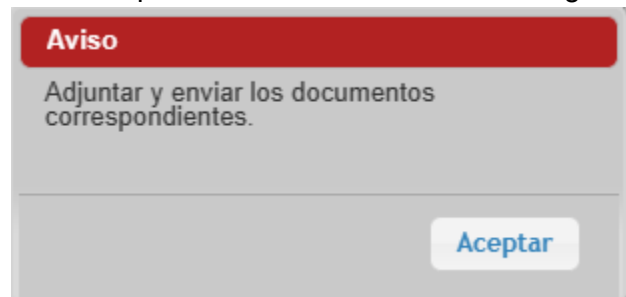 Aviso
Adjuntar y enviar los documentos
correspondientes.
Aceptar